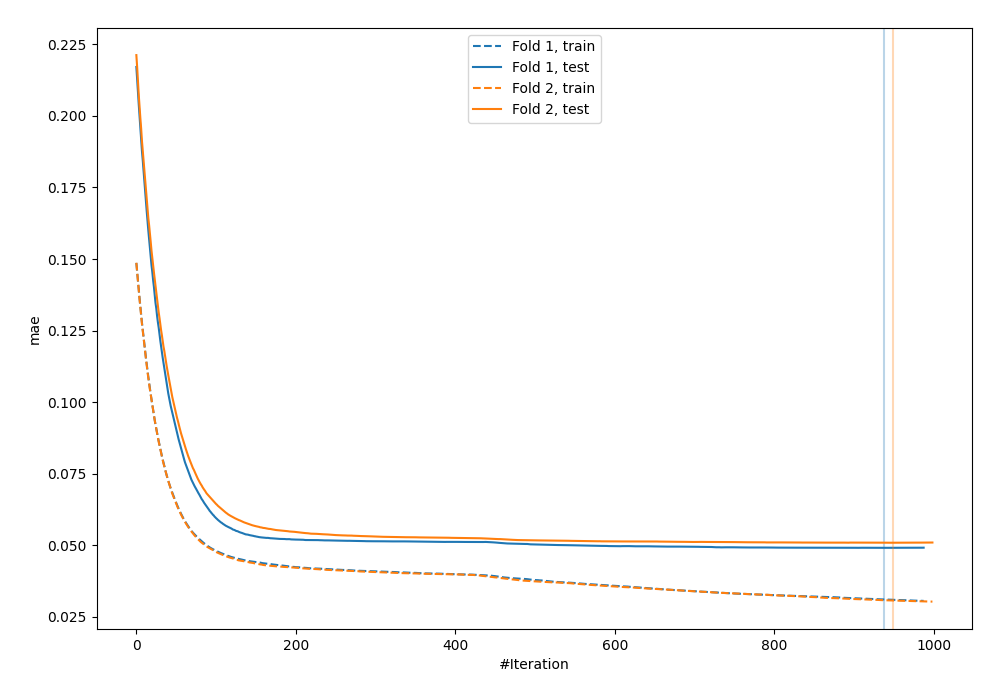 Fold 1, train
Fold 1, test
Fold 2, train
Fold 2, test
0.225
0.200
0.175
0.150
0.125
0.100
0.075
0.050
0.025
mae
0 200 400 600 800 1000
#Iteration